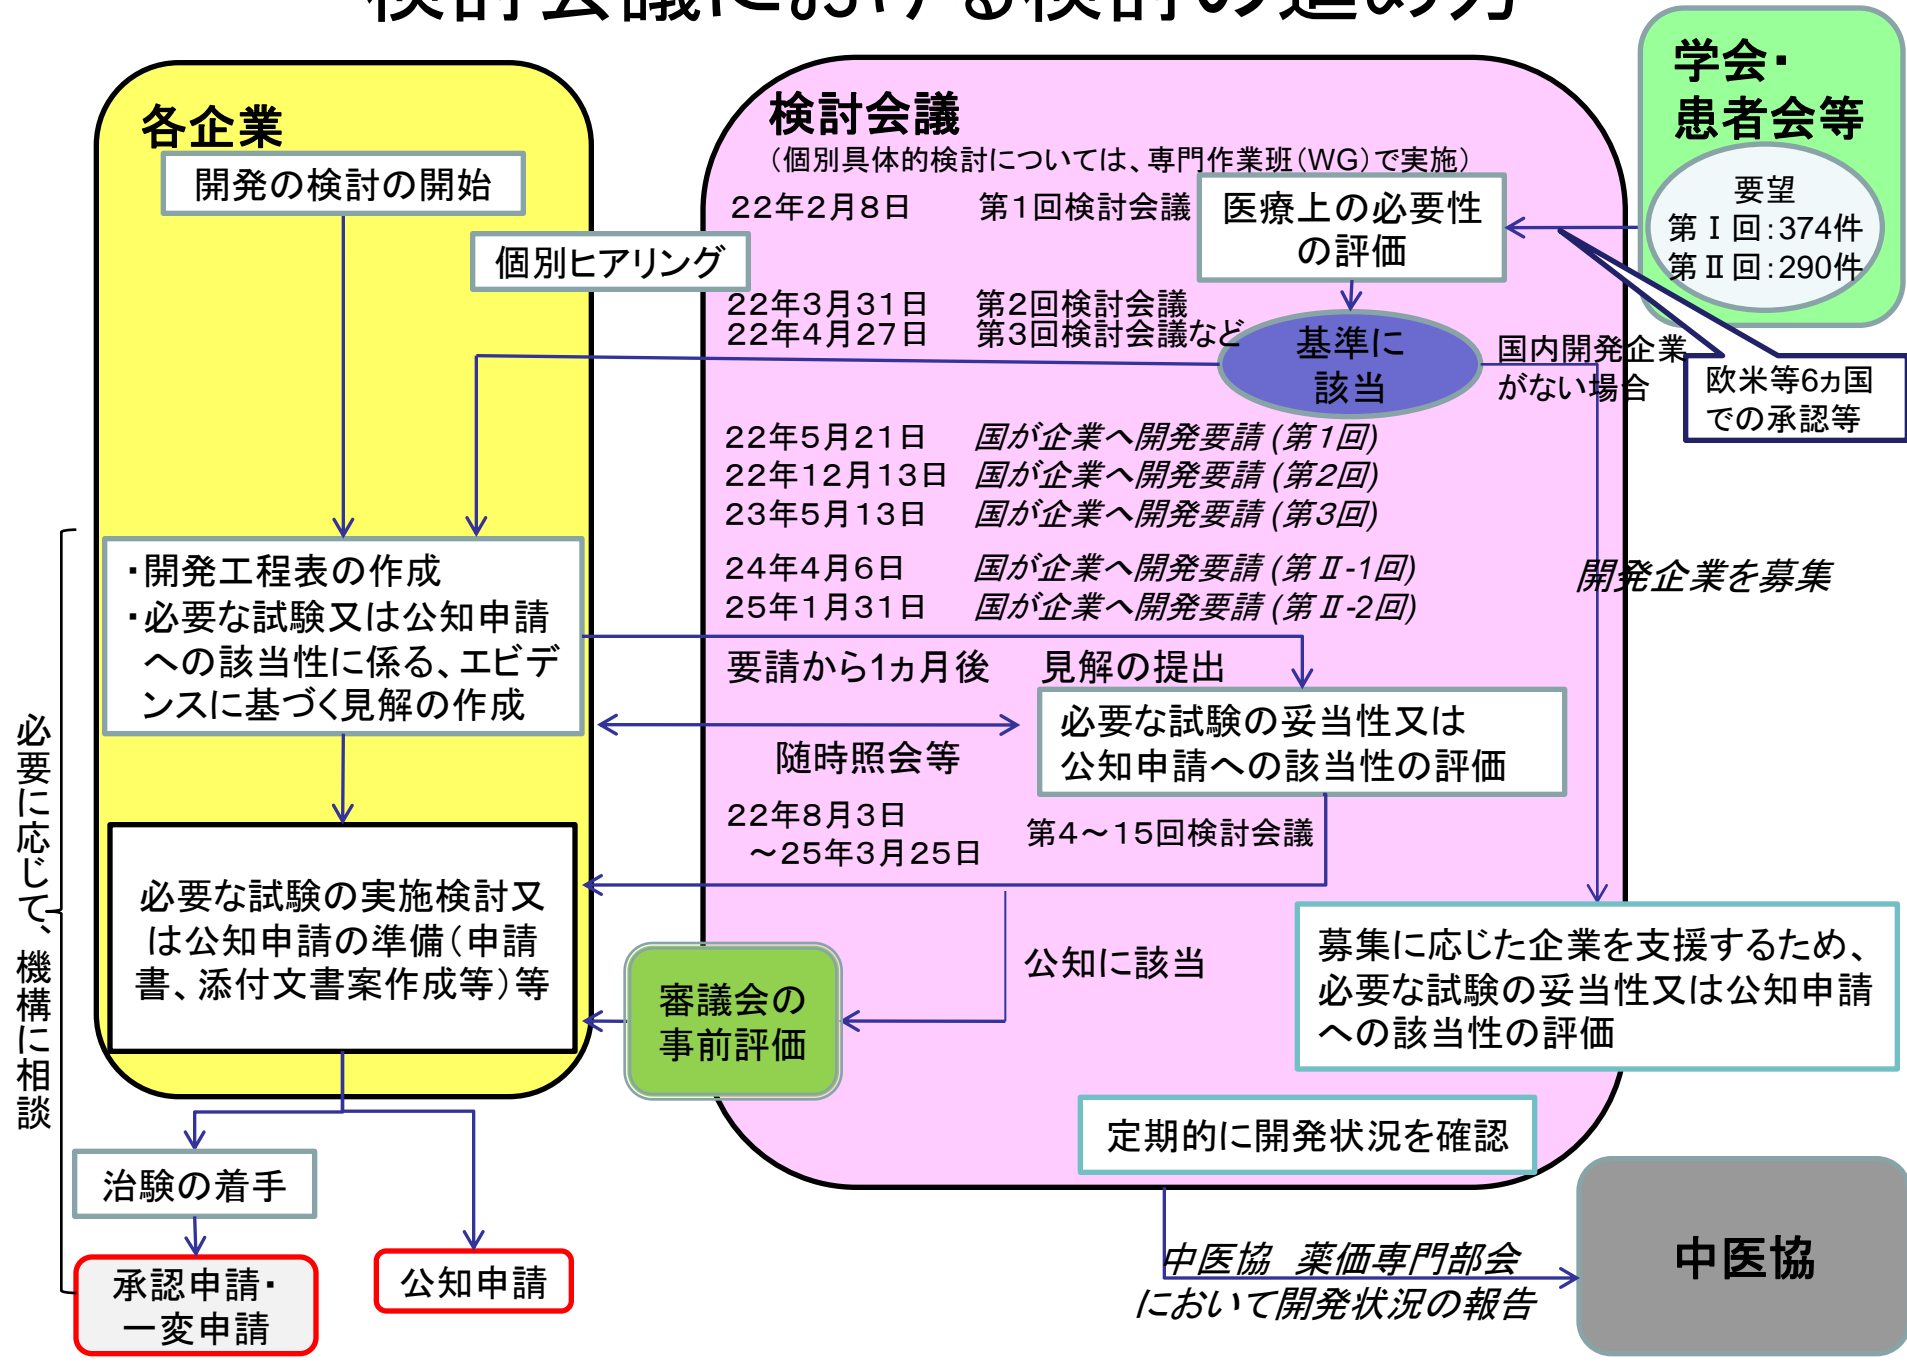 検討会議における検討の進め方
学会・
患者会等
要望
第Ⅰ回：374件
第Ⅱ回：290件
欧米等6ヵ国
での承認等
各企業
開発の検討の開始
個別ヒアリング
検討会議
（個別具体的検討については、専門作業班（WG）で実施）
22年2月8日 第1回検討会議
医療上の必要性
の評価
22年3月31日 第2回検討会議
22年4月27日 第3回検討会議など
基準に
該当
国内開発企業
がない場合
22年5月21日 国が企業へ開発要請 (第1回)
22年12月13日 国が企業へ開発要請 (第2回)
23年5月13日 国が企業へ開発要請 (第3回)
24年4月6日 国が企業へ開発要請 (第Ⅱ-1回)
25年1月31日 国が企業へ開発要請 (第Ⅱ-2回)
開発企業を募集
・開発工程表の作成
・必要な試験又は公知申請
への該当性に係る、エビデ
ンスに基づく見解の作成
要請から1ヵ月後 見解の提出
必要な試験の妥当性又は
公知申請への該当性の評価
随時照会等
22年8月3日
～25年3月25日
第4～15回検討会議
必要な試験の実施検討又
は公知申請の準備（申請
書、添付文書案作成等）等
審議会の
事前評価
公知に該当
募集に応じた企業を支援するため、
必要な試験の妥当性又は公知申請
への該当性の評価
定期的に開発状況を確認
必要に応じて、機構に相談
治験の着手
承認申請・
一変申請
公知申請
中医協 薬価専門部会
において開発状況の報告
中医協